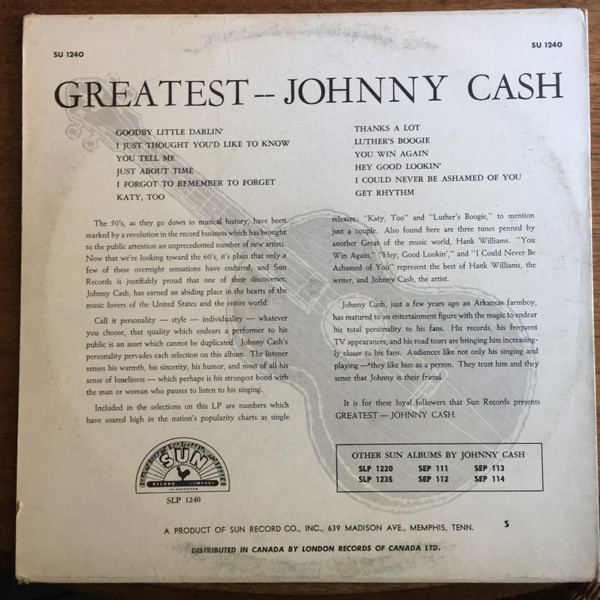 SU 1240
SU 1240
GREATEST -- JOHNNY CASH
GOODBY LITTLE DARLIN'
I JUST THOUGHT YOU'D LIKE TO KNOW
YOU TELL ME
JUST ABOUT TIME
I FORGOT TO REMEMBER TO FORGET
KATY, TOO
THANKS A LOT
LUTHER'S BOOGIE
YOU WIN AGAIN
HEY GOOD LOOKIN'
I COULD NEVER BE ASHAMED OF YOU
GET RHYTHM
The 50's, as they go down in musical history, have been
marked by a revolution in the record business which has brought
to the public attention an unprecedented number of new artists.
Now that we're looking toward the 60's, it's plain that only a
few of these overnight sensations have endured, and Sun
Records is justifiably proud that one of their discoveries,
Johnny Cash, has earned an abiding place in the hearts of the
music lovers of the United States and the entire world.
Call it personality — style — individuality — whatever
you choose, that quality which endears a performer to his
public is an asset which cannot be duplicated. Johnny Cash's
personality pervades each selection on this album. The listener
senses his warmth, his sincerity, his humor, and most of all his
sense of loneliness — which perhaps is his strongest bond with
the man or woman who pauses to listen to his singing.
Included in the selections on this LP are numbers which
have soared high in the nation's popularity charts as single
releases; "Katy, Too" and "Luther's Boogie," to mention
just a couple. Also found here are three tunes penned by
another Great of the music world, Hank Williams. "You
Win Again," "Hey, Good Lookin'," and "I Could Never Be
Ashamed of You" represent the best of Hank Williams, the
writer, and Johnny Cash, the artist.
Johnny Cash, just a few years ago an Arkansas farmboy,
has matured to an entertainment figure with the magic to endear
his total personality to his fans. His records, his frequent
TV appearances, and his road tours are bringing him increasing-
ly closer to his fans. Audiences like not only his singing and
playing — they like him as a person. They trust him and they
sense that Johnny is their friend.
It is for these loyal followers that Sun Records presents
GREATEST — JOHNNY CASH.
SUN
RECORD COMPANY
SLP 1240
OTHER SUN ALBUMS BY JOHNNY CASH
SLP 1220 SEP 111 SEP 113
SLP 1235 SEP 112 SEP 114
A PRODUCT OF SUN RECORD CO., INC., 639 MADISON AVE., MEMPHIS, TENN.
S
DISTRIBUTED IN CANADA BY LONDON RECORDS OF CANADA LTD.